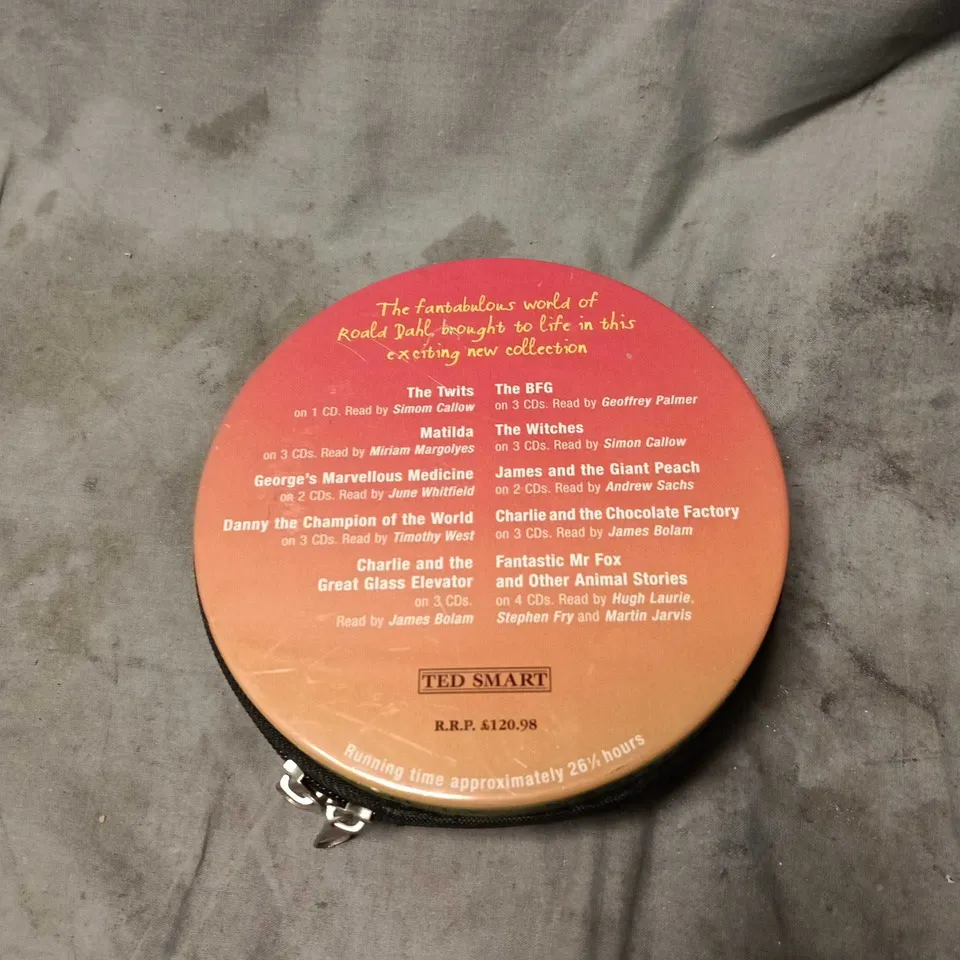 The fantabulous world of
Roald Dahl, brought to life in this
exciting new collection
The Twits
on 1 CD. Read by Simom Callow
Matilda
on 3 CDs. Read by Miriam Margolyes
George's Marvellous Medicine
on 2 CDs. Read by June Whitfield
Danny the Champion of the World
on 3 CDs. Read by Timothy West
Charlie and the
Great Glass Elevator
on 3 CDs.
Read by James Bolam
The BFG
on 3 CDs. Read by Geoffrey Palmer
The Witches
on 3 CDs. Read by Simon Callow
James and the Giant Peach
on 2 CDs. Read by Andrew Sachs
Charlie and the Chocolate Factory
on 3 CDs. Read by James Bolam
Fantastic Mr Fox
and Other Animal Stories
on 4 CDs. Read by Hugh Laurie,
Stephen Fry and Martin Jarvis
TED SMART
R.R.P. £120.98
Running time approximately 26 hours